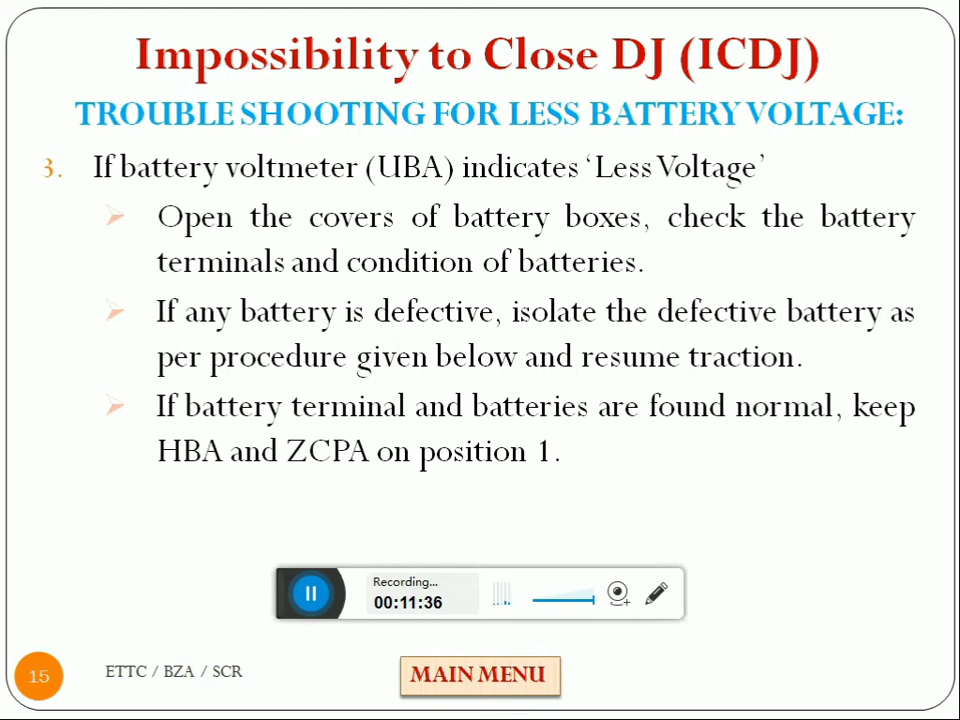 Impossibility to Close DJ (ICDJ)
TROUBLE SHOOTING FOR LESS BATTERY VOLTAGE:
3. If battery voltmeter (UBA) indicates ‘Less Voltage’
Open the covers of battery boxes, check the battery
terminals and condition of batteries.
If any battery is defective, isolate the defective battery as
per procedure given below and resume traction.
If battery terminal and batteries are found normal, keep
HBA and ZCPA on position 1.
Recording...
00:11:36
15
ETTC / BZA / SCR
MAIN MENU